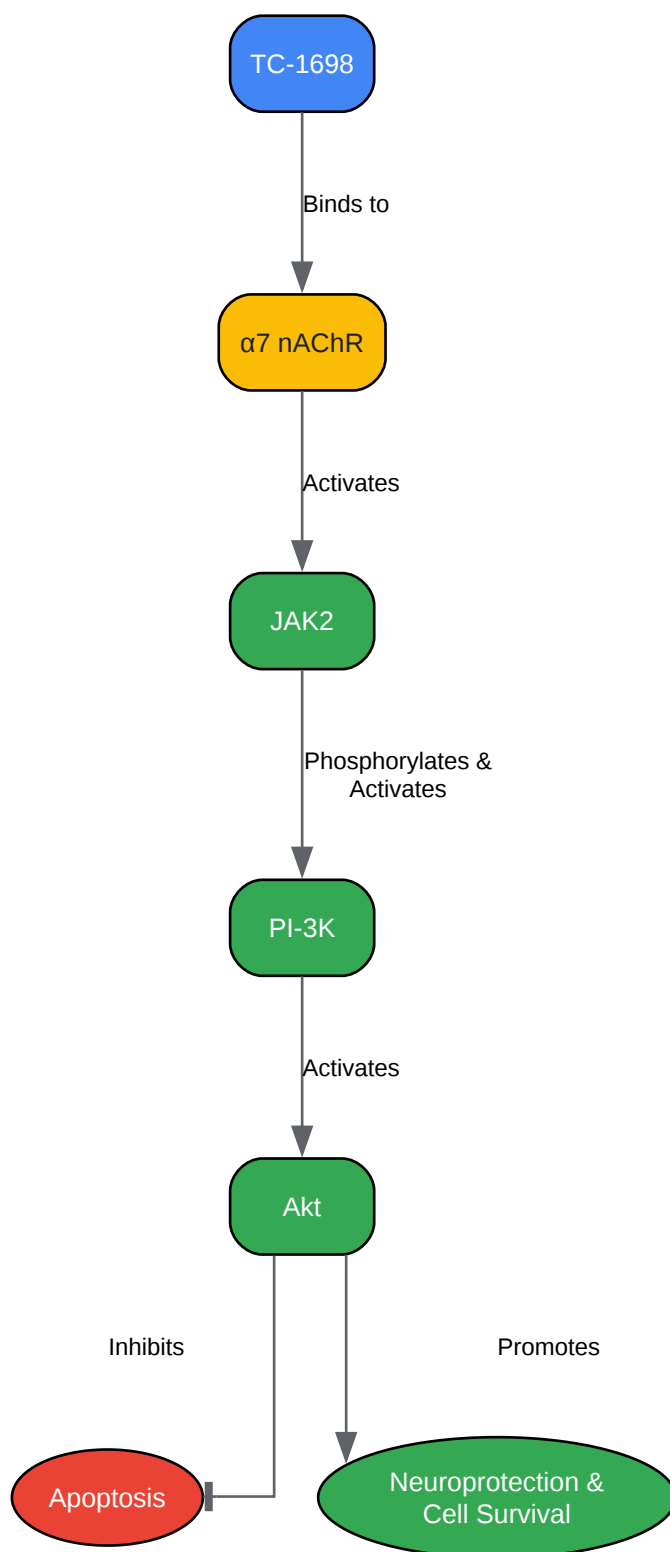 TC-1698
Binds to
α7 nAChR
Activates
JAK2
Phosphorylates &
Activates
PI-3K
Activates
Akt
Inhibits
Promotes
Apoptosis
Neuroprotection &
Cell Survival